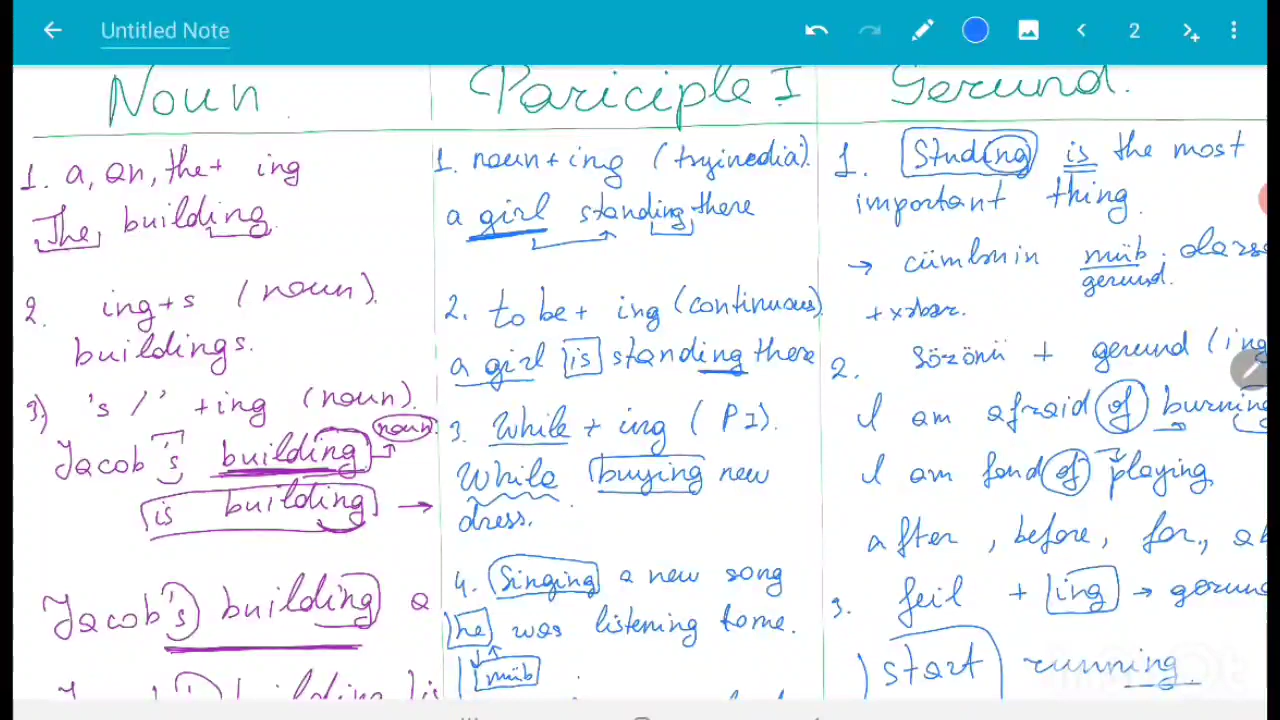 Untitled Note
2
Noun
1. a, an, the + ing
The building.
2. ing+s (noun).
buildings.
3) 's / ' +ing (noun).
noun
Jacob's building
is building →
Jacob's building a
Pariciple I
1. noun+ing (tryinedia).
a girl standing there
2. to be + ing (continuous)
a girl is standing there
3. While + ing (PI).
While buying new
dress.
4. Singing a new song
he was listening to me.
müb
Gerund.
1. Studing is the most
important thing.
→ cümlənin müb.
gerund.
+ xəbər.
2. Sözönü + gerund (ing
I am afraid of burning
I am fond of playing
after, before, for,
3. feil + ing →
start running.